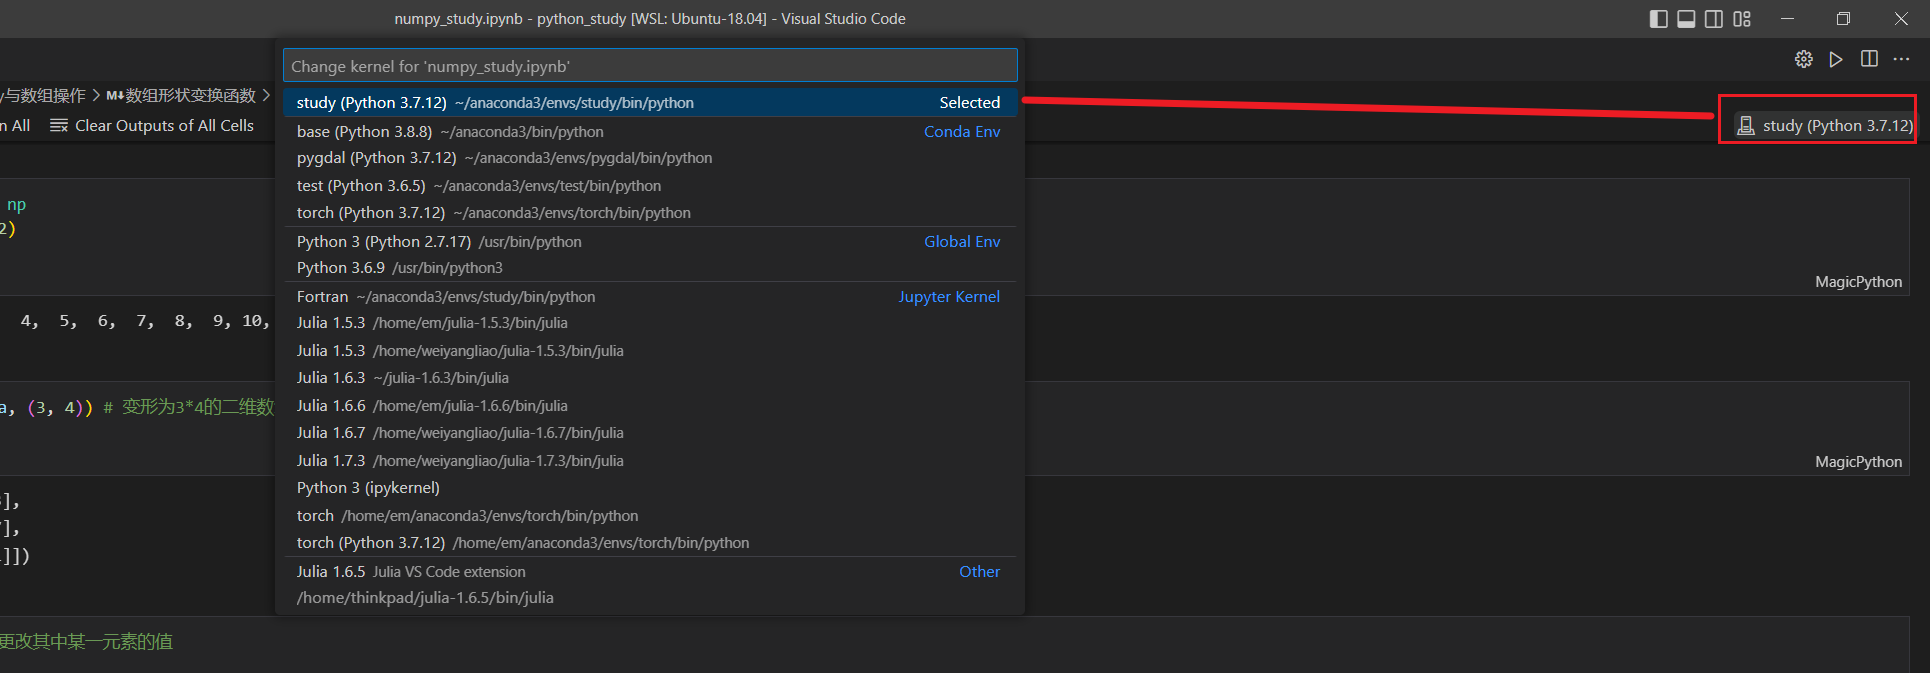 numpy_study.ipynb - python_study [WSL: Ubuntu-18.04] - Visual Studio Code
Change kernel for 'numpy_study.ipynb'
y与数组操作 > M↓数组形状变换函数 >
n All Clear Outputs of All Cells
study (Python 3.7.12)
study (Python 3.7.12) ~/anaconda3/envs/study/bin/python Selected
base (Python 3.8.8) ~/anaconda3/bin/python Conda Env
pygdal (Python 3.7.12) ~/anaconda3/envs/pygdal/bin/python
test (Python 3.6.5) ~/anaconda3/envs/test/bin/python
torch (Python 3.7.12) ~/anaconda3/envs/torch/bin/python
Python 3 (Python 2.7.17) /usr/bin/python Global Env
Python 3.6.9 /usr/bin/python3
Fortran ~/anaconda3/envs/study/bin/python Jupyter Kernel
Julia 1.5.3 /home/em/julia-1.5.3/bin/julia
Julia 1.5.3 /home/weiyangliao/julia-1.5.3/bin/julia
Julia 1.6.3 ~/julia-1.6.3/bin/julia
Julia 1.6.6 /home/em/julia-1.6.6/bin/julia
Julia 1.6.7 /home/weiyangliao/julia-1.6.7/bin/julia
Julia 1.7.3 /home/weiyangliao/julia-1.7.3/bin/julia
Python 3 (ipykernel)
torch /home/em/anaconda3/envs/torch/bin/python
torch (Python 3.7.12) /home/em/anaconda3/envs/torch/bin/python
Julia 1.6.5 Julia VS Code extension Other
/home/thinkpad/julia-1.6.5/bin/julia
np
2)
MagicPython
4, 5, 6, 7, 8, 9, 10,
a, (3, 4)) # 变形为3*4的二维数
MagicPython
],
],
]])
更改其中某一元素的值